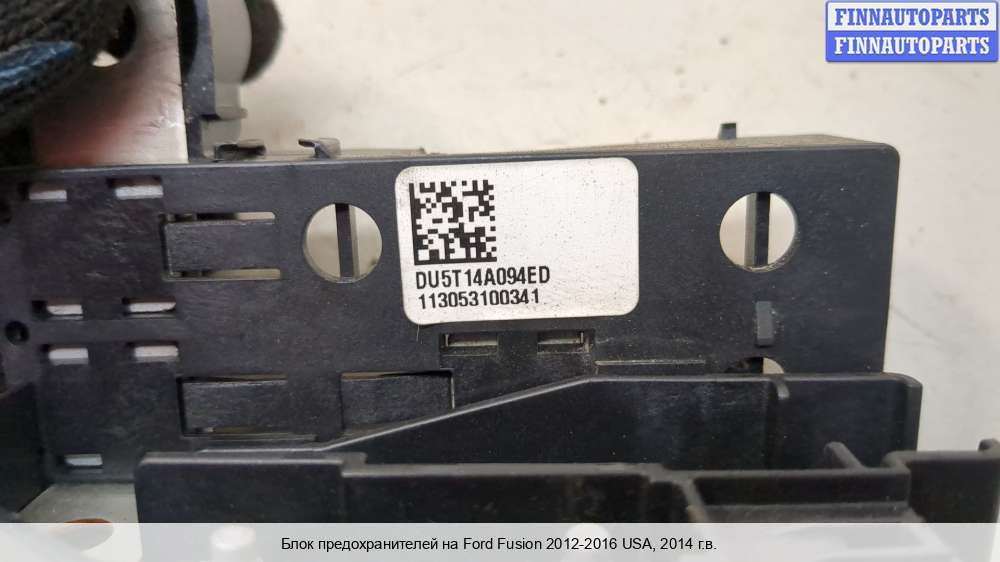 FINNAUTOPARTS
FINNAUTOPARTS
DU5T14A094ED
113053100341
Блок предохранителей на Ford Fusion 2012-2016 USA, 2014 г.в.